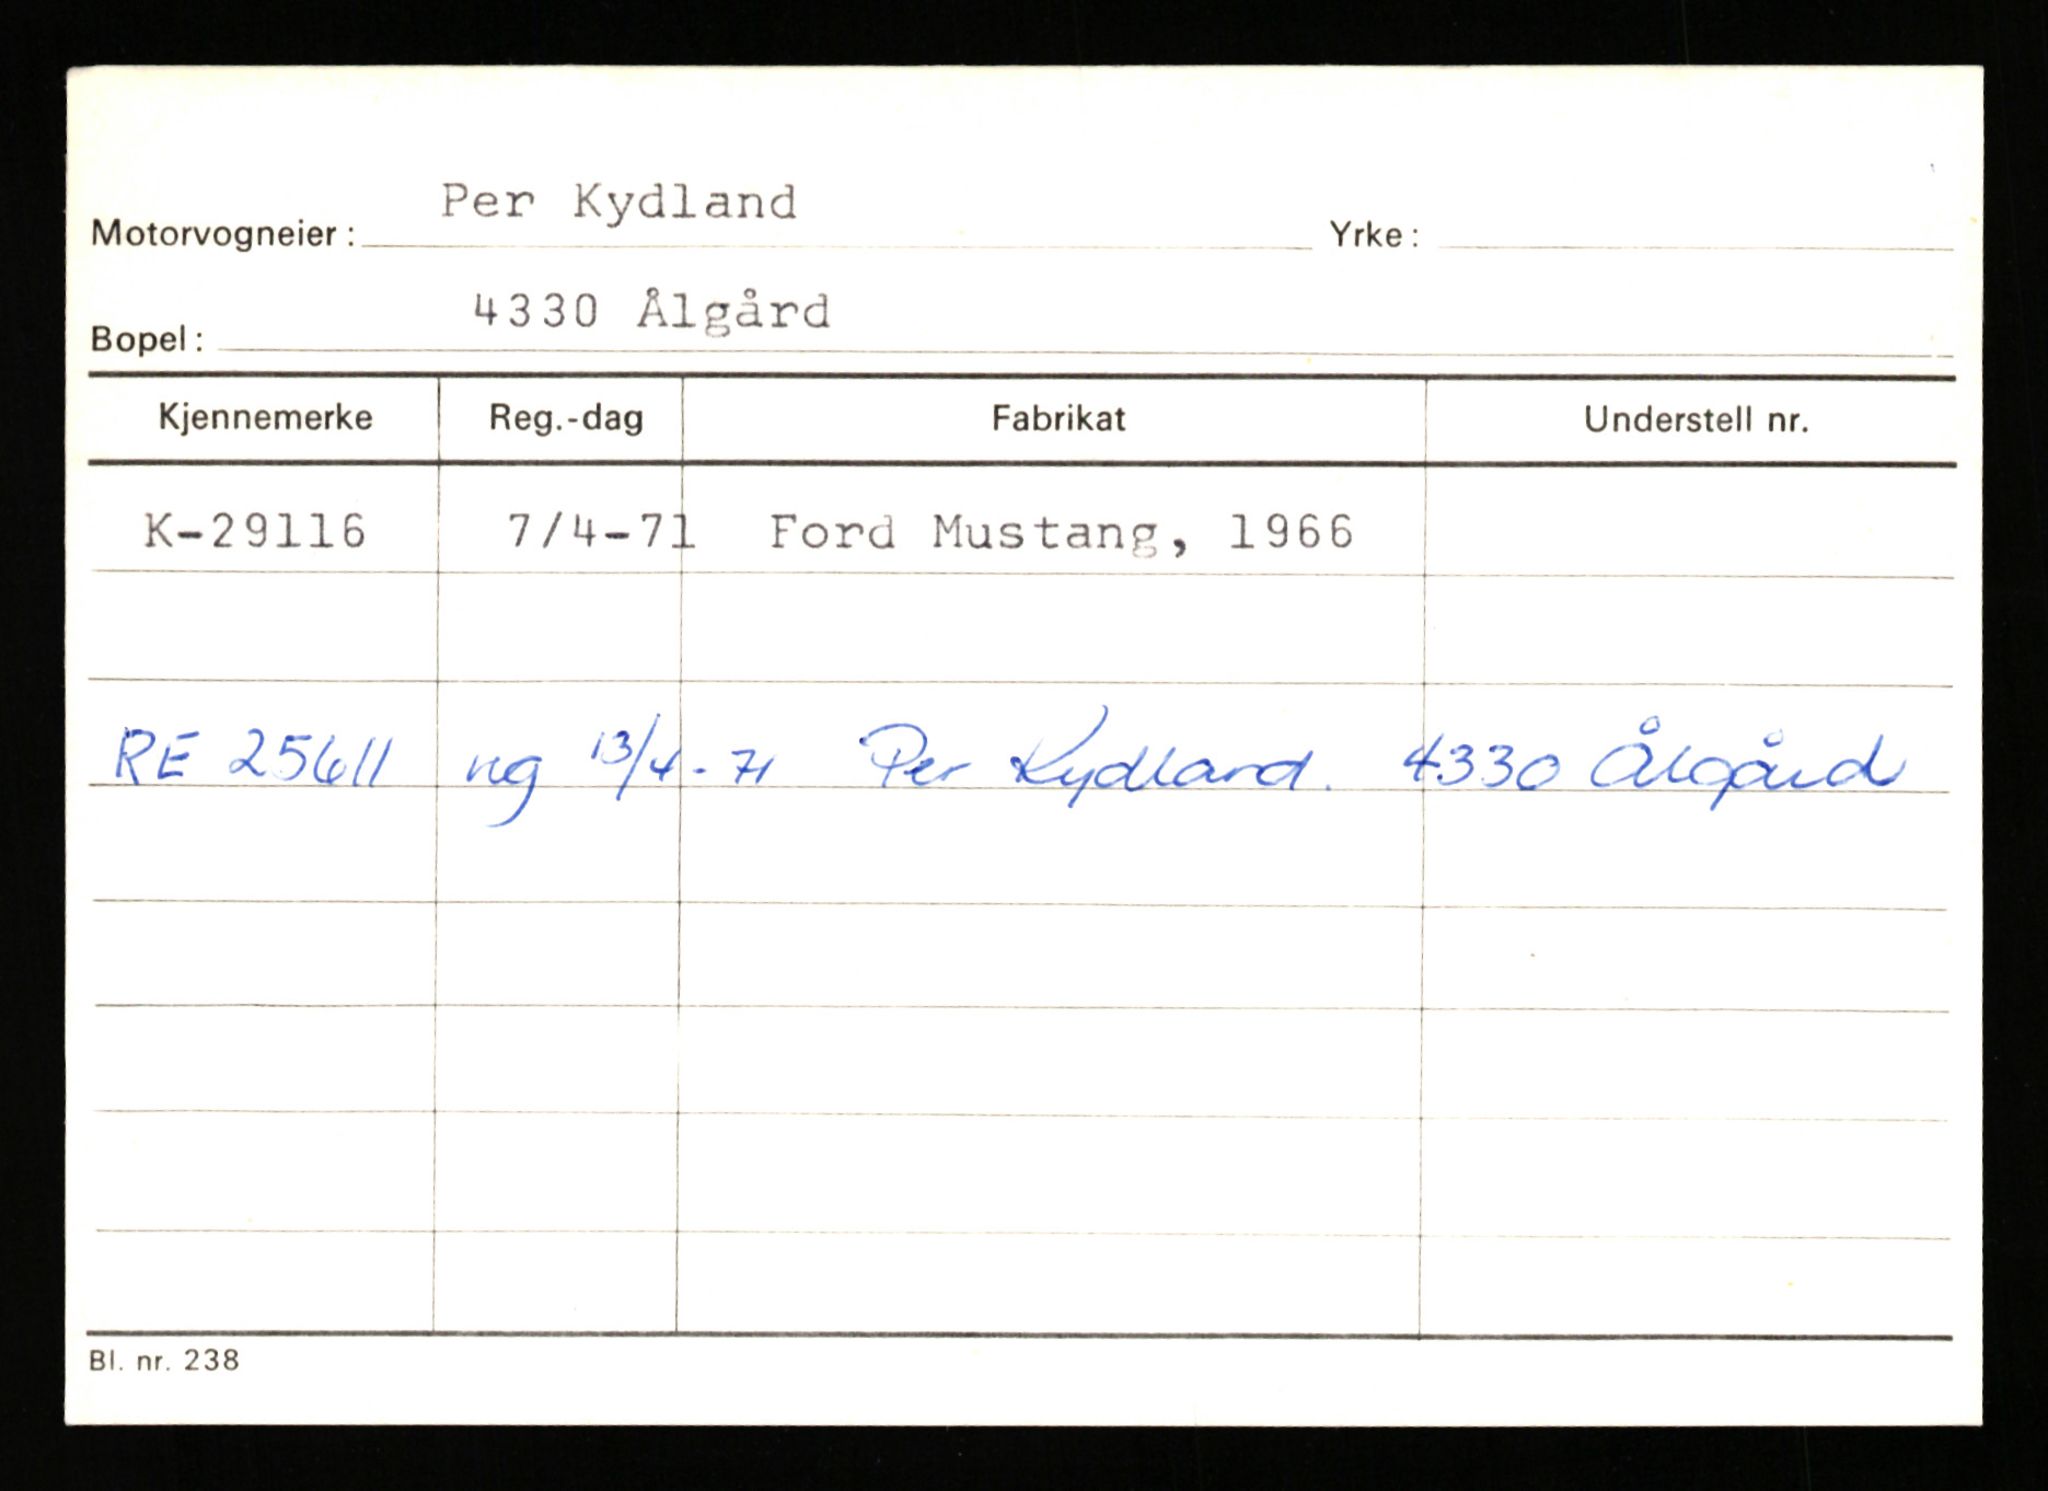 Per Kydland
Motorvogneier: Yrke:
4330 Ålgård
Bopel:
Kjennemerke Reg.-dag Fabrikat Understell nr.
K-29116 7/4-71 Ford Mustang, 1966
RE 25611 reg 13/4-71 Per Kydland. 4330 Ålgård
Bl. nr. 238